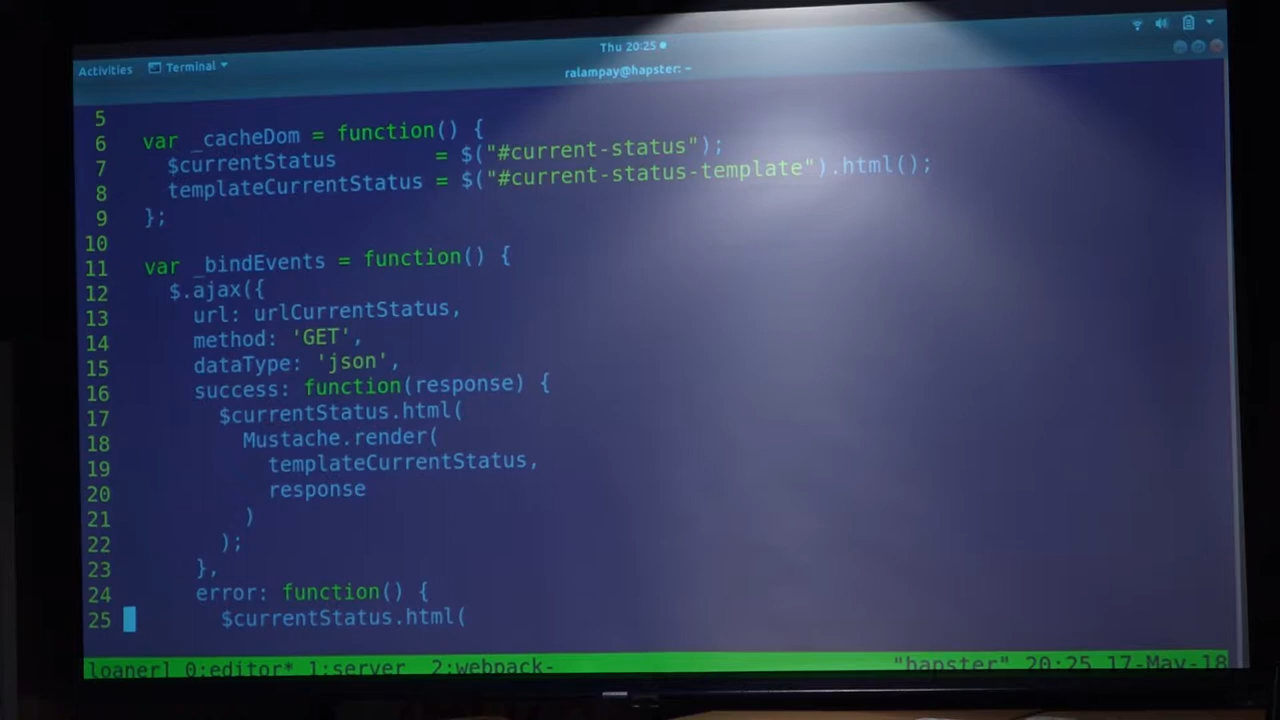 Thu 20:25
Activities Terminal
ralampay@hapster: ~
5
6 var _cacheDom = function() {
7 $currentStatus = $("#current-status");
8 templateCurrentStatus = $("#current-status-template").html();
9 };
10
11 var _bindEvents = function() {
12 $.ajax({
13 url: urlCurrentStatus,
14 method: 'GET',
15 dataType: 'json',
16 success: function(response) {
17 $currentStatus.html(
18 Mustache.render(
19 templateCurrentStatus,
20 response
21 )
22 );
23 },
24 error: function() {
25 $currentStatus.html(
loaner] 0:editor* 1:server 2:webpack- "hapster" 20:25 17-May-18